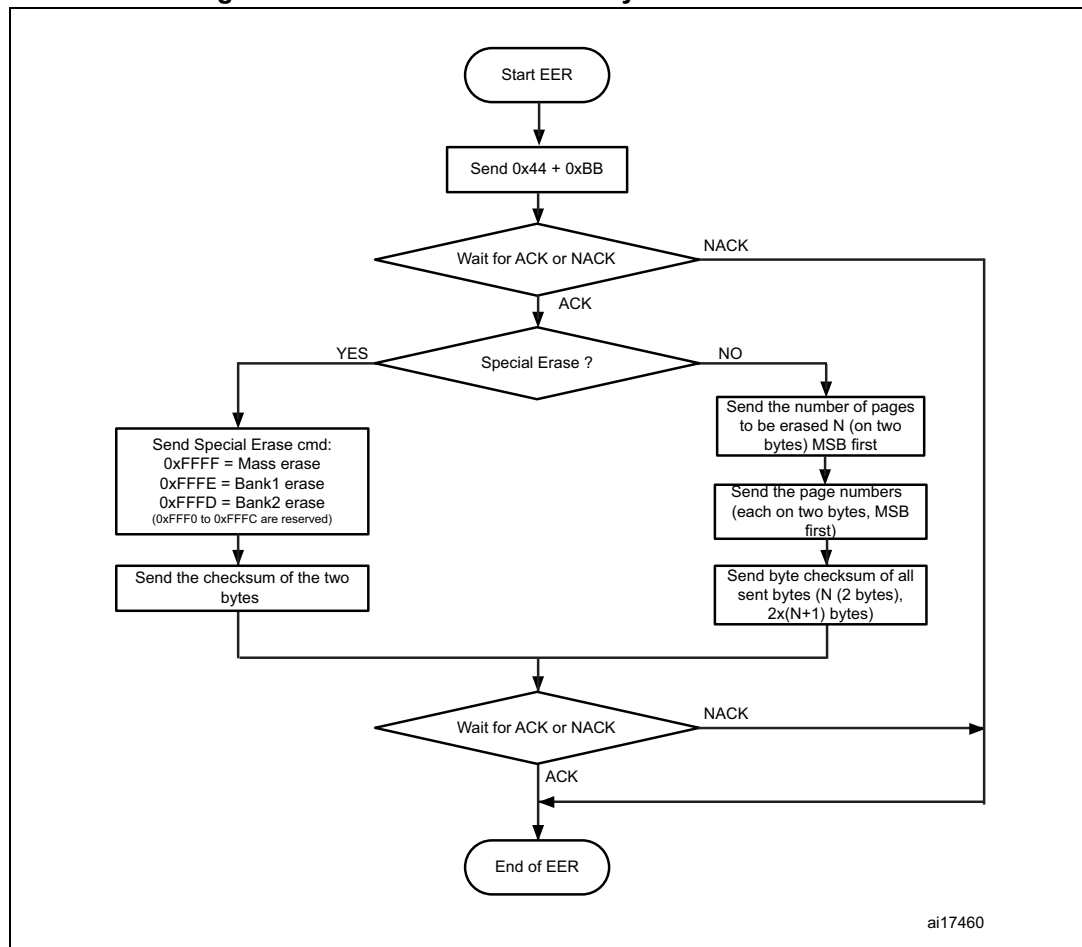 Start EER
Send 0x44 + 0xBB
NACK
Wait for ACK or NACK
ACK
YES
Special Erase ?
NO
Send Special Erase cmd:
0xFFFF = Mass erase
0xFFFE = Bank1 erase
0xFFFD = Bank2 erase
(0xFFF0 to 0xFFFC are reserved)
Send the checksum of the two
bytes
Send the number of pages
to be erased N (on two
bytes) MSB first
Send the page numbers
(each on two bytes, MSB
first)
Send byte checksum of all
sent bytes (N (2 bytes),
2x(N+1) bytes)
NACK
Wait for ACK or NACK
ACK
End of EER
ai17460